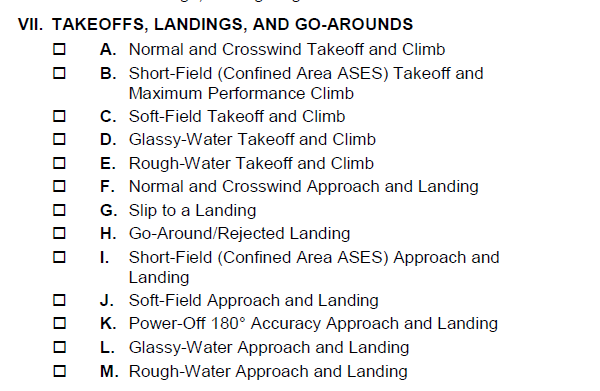 VII. TAKEOFFS, LANDINGS, AND GO-AROUNDS
A. Normal and Crosswind Takeoff and Climb
B. Short-Field (Confined Area ASES) Takeoff and
Maximum Performance Climb
C. Soft-Field Takeoff and Climb
D. Glassy-Water Takeoff and Climb
E. Rough-Water Takeoff and Climb
F. Normal and Crosswind Approach and Landing
G. Slip to a Landing
H. Go-Around/Rejected Landing
I. Short-Field (Confined Area ASES) Approach and
Landing
J. Soft-Field Approach and Landing
K. Power-Off 180° Accuracy Approach and Landing
L. Glassy-Water Approach and Landing
M. Rough-Water Approach and Landing